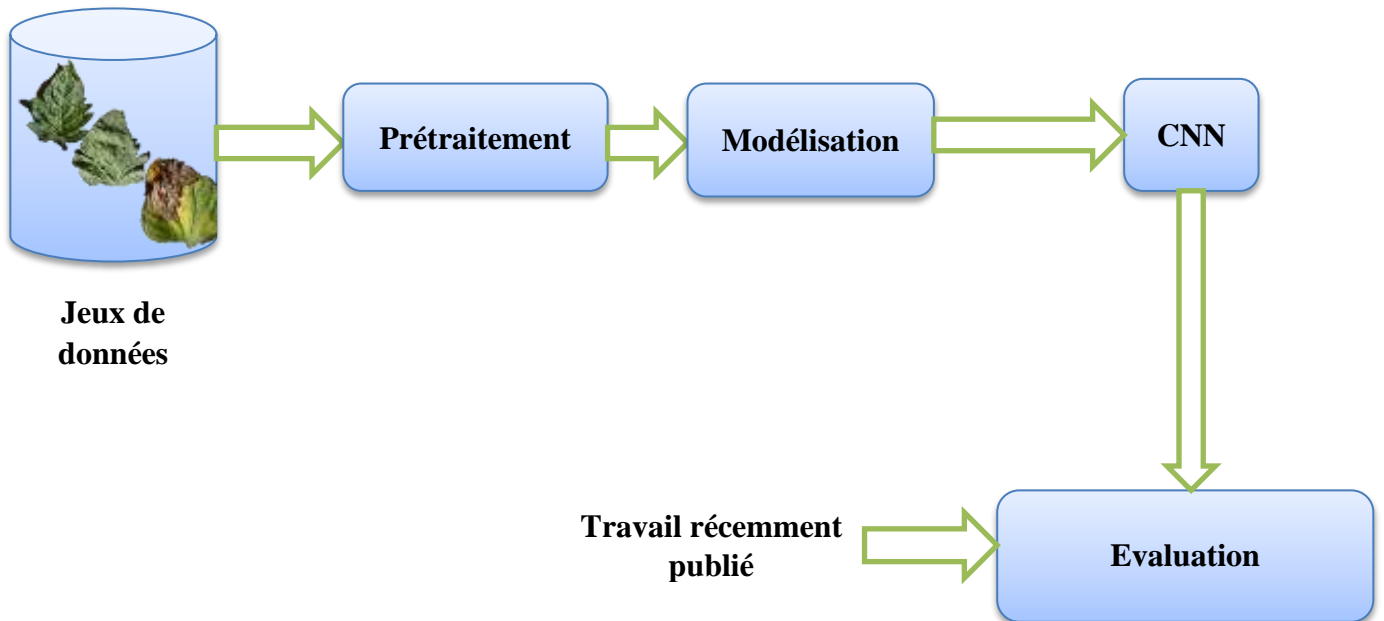 Prétraitement
Modélisation
CNN
Jeux de
données
Travail récemment
publié
Evaluation